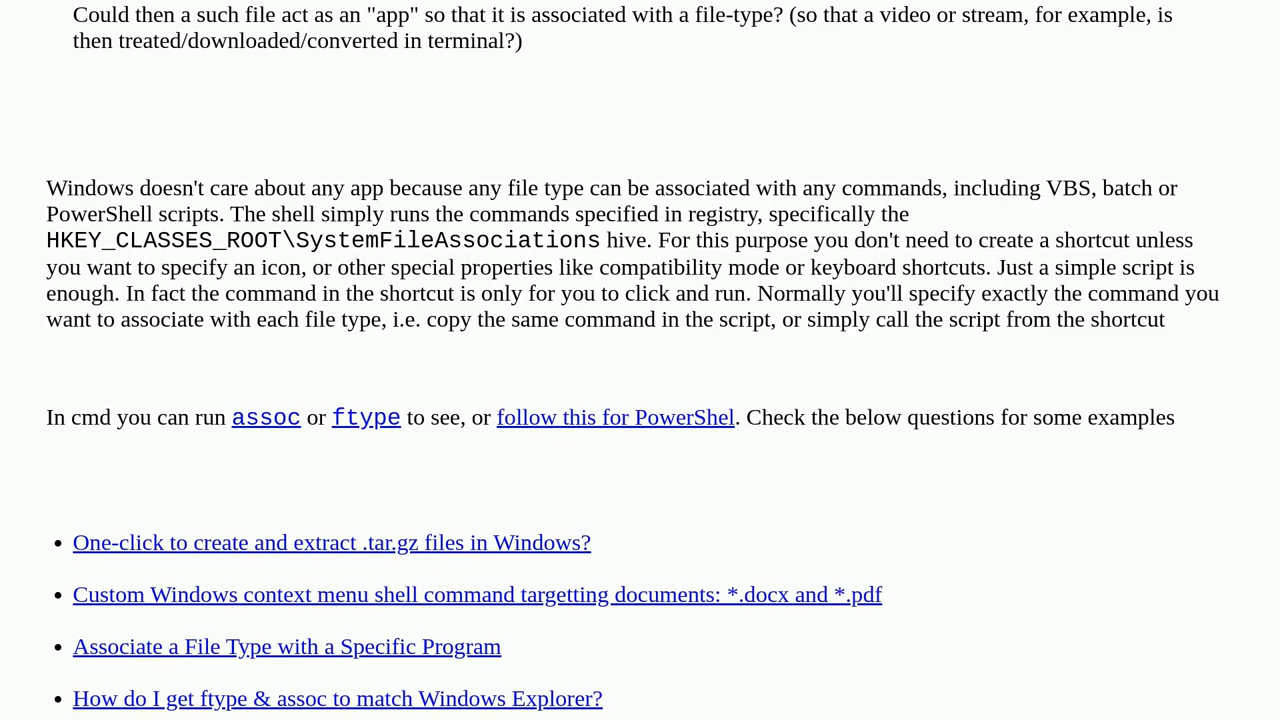 Could then a such file act as an "app" so that it is associated with a file-type? (so that a video or stream, for example, is
then treated/downloaded/converted in terminal?)
Windows doesn't care about any app because any file type can be associated with any commands, including VBS, batch or
PowerShell scripts. The shell simply runs the commands specified in registry, specifically the
HKEY_CLASSES_ROOT\SystemFileAssociations hive. For this purpose you don't need to create a shortcut unless
you want to specify an icon, or other special properties like compatibility mode or keyboard shortcuts. Just a simple script is
enough. In fact the command in the shortcut is only for you to click and run. Normally you'll specify exactly the command you
want to associate with each file type, i.e. copy the same command in the script, or simply call the script from the shortcut
In cmd you can run assoc or ftype to see, or follow this for PowerShel. Check the below questions for some examples
• One-click to create and extract .tar.gz files in Windows?
• Custom Windows context menu shell command targetting documents: *.docx and *.pdf
• Associate a File Type with a Specific Program
• How do I get ftype & assoc to match Windows Explorer?